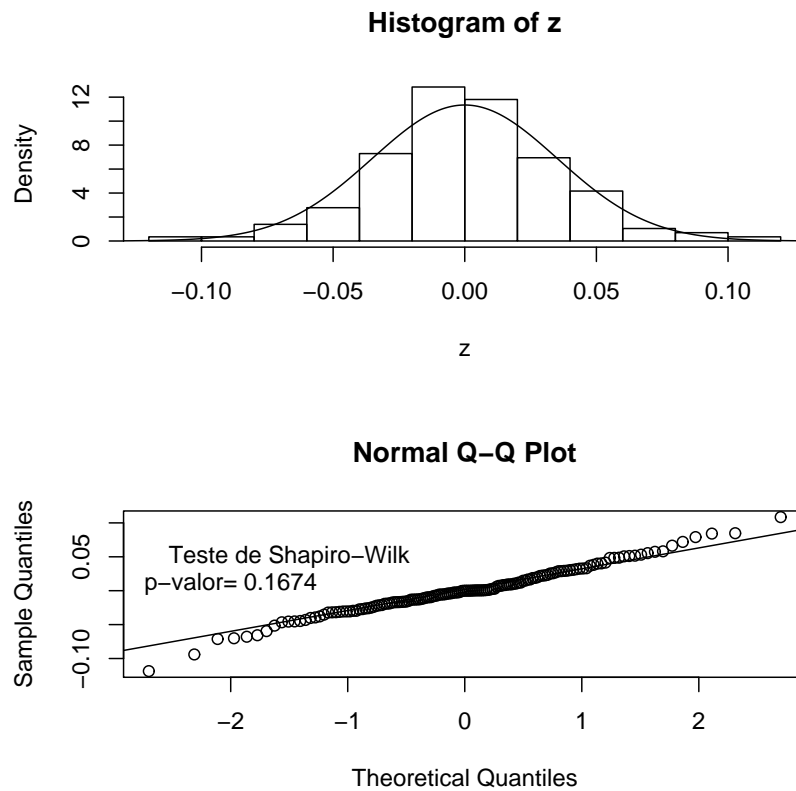 Histogram of z
Density
0 4 8 12
−0.10 −0.05 0.00 0.05 0.10
z
Normal Q−Q Plot
Sample Quantiles
−0.10 0.05
Teste de Shapiro−Wilk
p−valor= 0.1674
−2 −1 0 1 2
Theoretical Quantiles